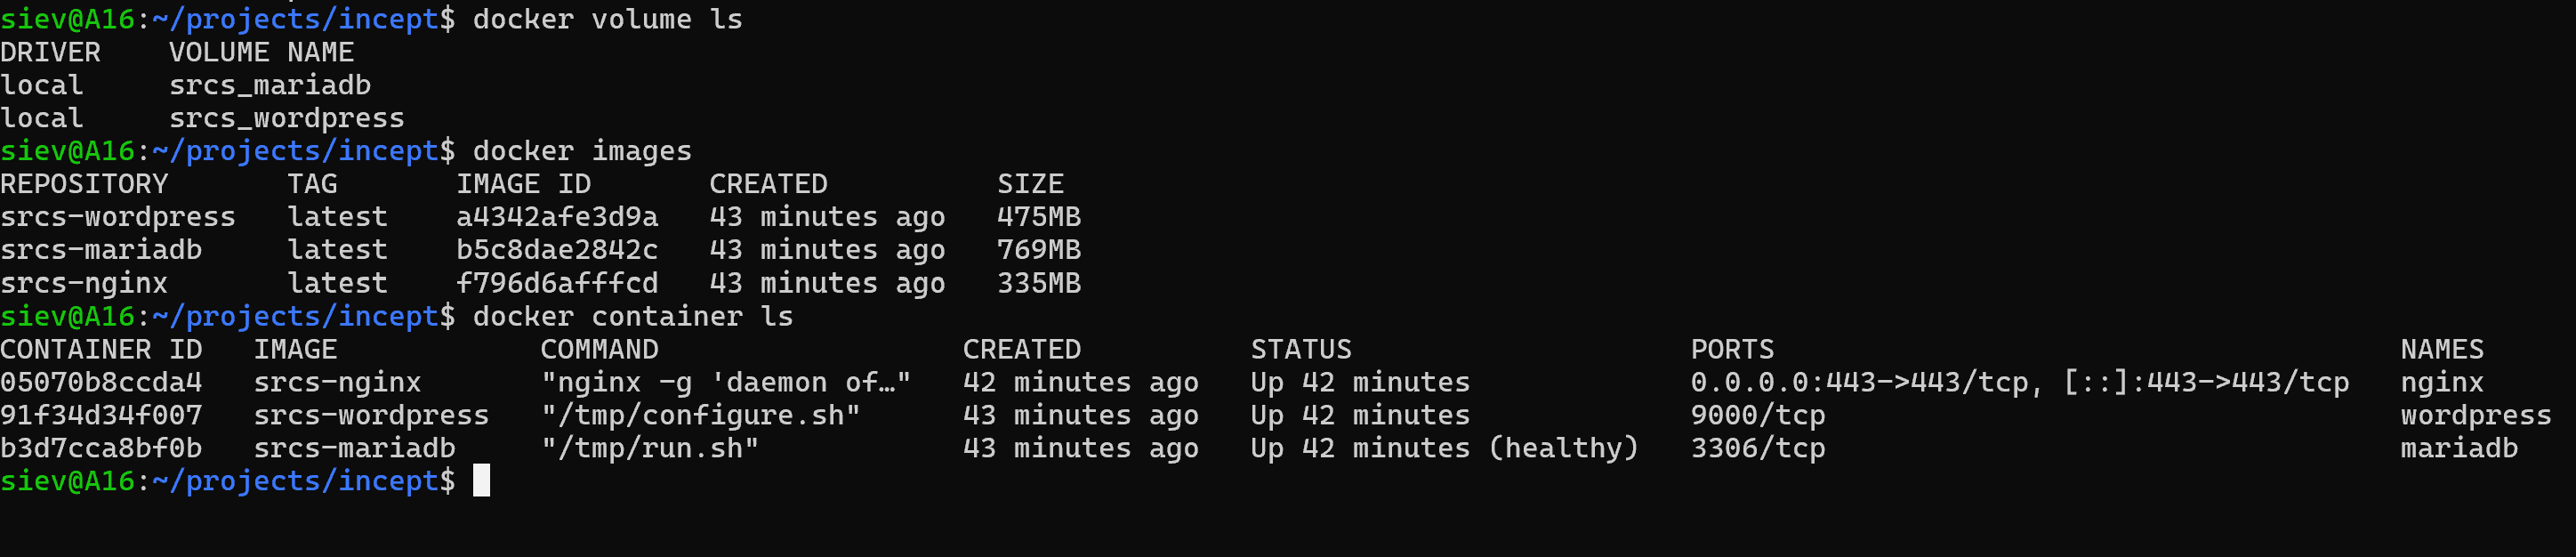 siev@A16:~/projects/incept$ docker volume ls
DRIVER    VOLUME NAME
local     srcs_mariadb
local     srcs_wordpress
siev@A16:~/projects/incept$ docker images
REPOSITORY       TAG       IMAGE ID       CREATED          SIZE
srcs-wordpress   latest    a4342afe3d9a   43 minutes ago   475MB
srcs-mariadb     latest    b5c8dae2842c   43 minutes ago   769MB
srcs-nginx       latest    f796d6afffcd   43 minutes ago   335MB
siev@A16:~/projects/incept$ docker container ls
CONTAINER ID   IMAGE            COMMAND                  CREATED          STATUS                    PORTS                                     NAMES
05070b8ccda4   srcs-nginx       "nginx -g 'daemon of…"   42 minutes ago   Up 42 minutes             0.0.0.0:443->443/tcp, [::]:443->443/tcp   nginx
91f34d34f007   srcs-wordpress   "/tmp/configure.sh"      43 minutes ago   Up 42 minutes             9000/tcp                                  wordpress
b3d7cca8bf0b   srcs-mariadb     "/tmp/run.sh"            43 minutes ago   Up 42 minutes (healthy)   3306/tcp                                  mariadb
siev@A16:~/projects/incept$